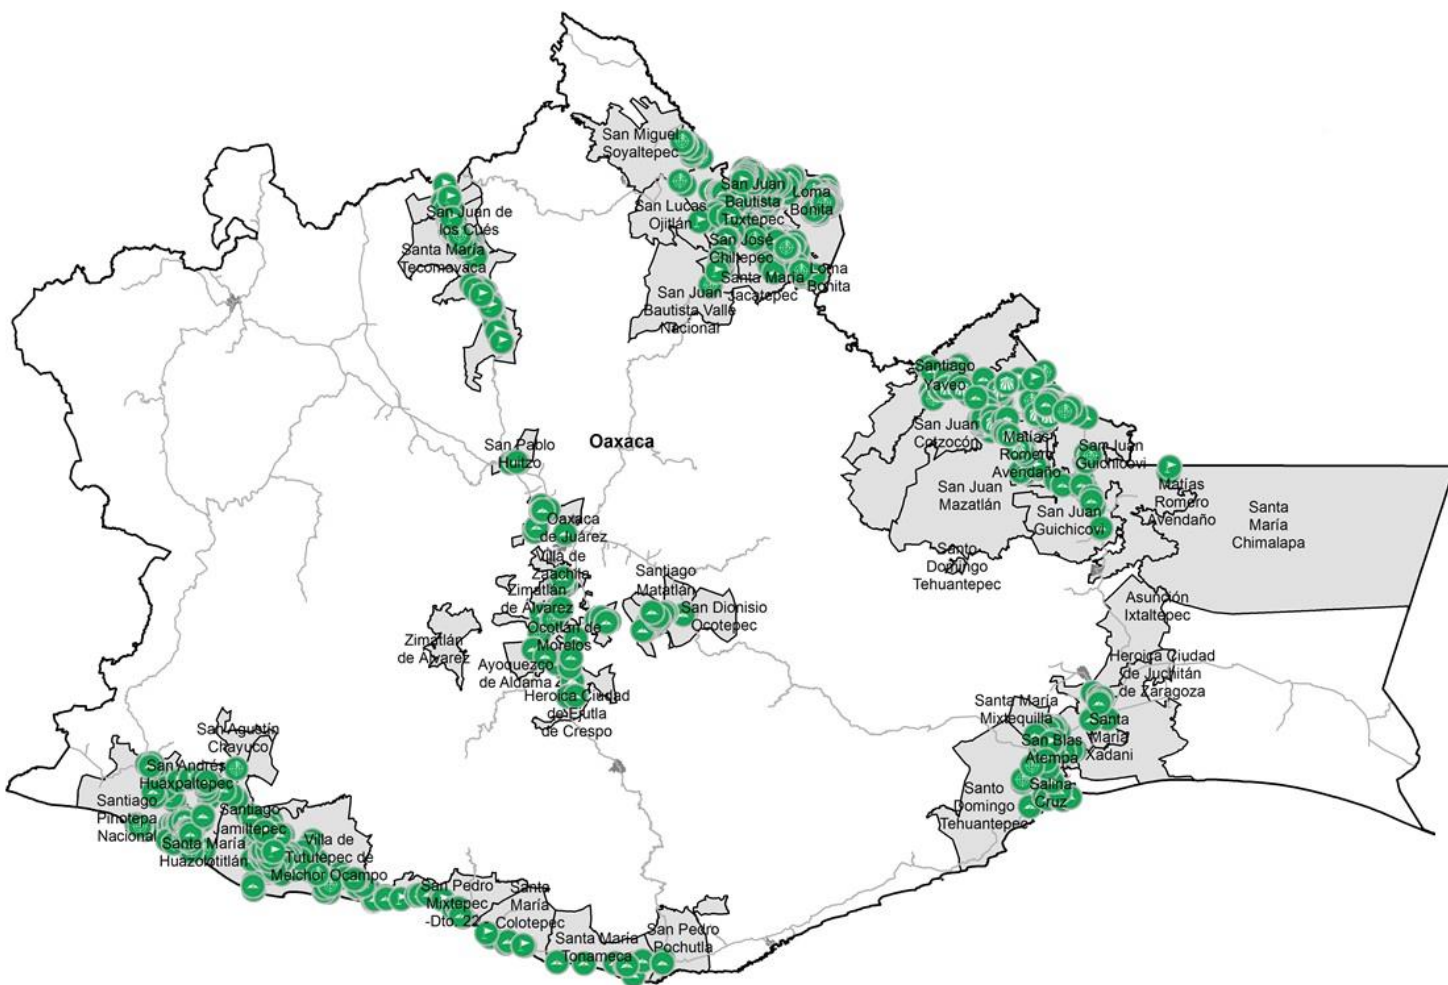 San Miguel
Soyaltepec
San Juan
Bautista
Tuxtepec
Loma
Bonita
San Lucas
Ojitlán
San Juan de
los Cués
Santa María
Tecomavaca
San José
Chiltepec
Santa María
Jacatepec
Loma
Bonita
San Juan
Bautista Valle
Nacional
Santiago
Yaveo
San Juan
Cotzocón
Matías
Romero
Avendaño
San Juan
Guichicovi
San Pablo
Huitzo
Oaxaca
San Juan
Mazatlán
San Juan
Guichicovi
Matías
Romero
Avendaño
Santa
María
Chimalapa
Oaxaca
de Juárez
Villa de
Zaachila
Santo
Domingo
Tehuantepec
Zimatlán
de Álvarez
Santiago
Matatlán
San Dionisio
Ocotepec
Asunción
Ixtaltepec
Ocotlán de
Morelos
Zimatlán
de Álvarez
Ayoquezco
de Aldama
Heroica Ciudad
de Juchitán
de Zaragoza
Heroica Ciudad
de Ejutla
de Crespo
Santa María
Mixtequilla
Santa
María
Xadani
San Blas
Atempa
San Agustín
Chayuco
San Andrés
Huaxpaltepec
Santiago
Pinotepa
Nacional
Santiago
Jamiltepec
Santa María
Huazolotitlán
Villa de
Tututepec de
Melchor Ocampo
Salina
Cruz
Santo
Domingo
Tehuantepec
San Pedro
Mixtepec
-Dto. 22 -
Santa
María
Colotepec
Santa María
Tonameca
San Pedro
Pochutla